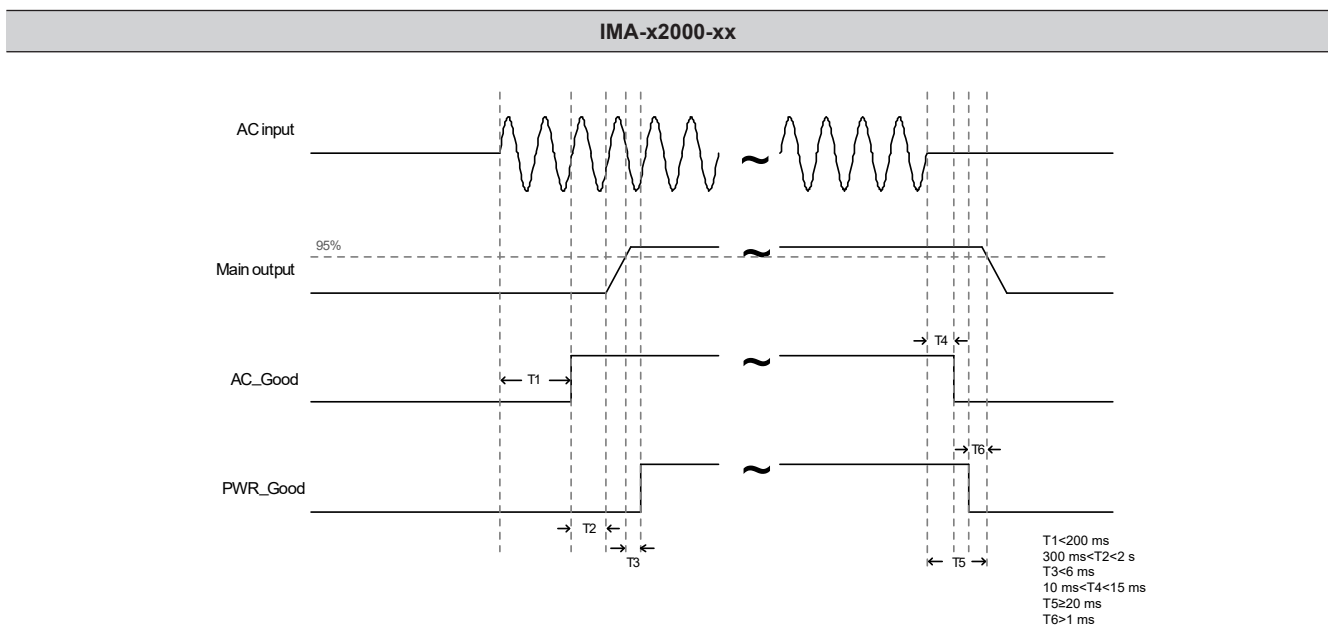 IMA-x2000-xx
AC input
95%
Main output
T4
AC_Good
T1
T6
PWR_Good
T2
T3
T5
T1<200 ms
300 ms<T2<2 s
T3<6 ms
10 ms<T4<15 ms
T5≥20 ms
T6>1 ms